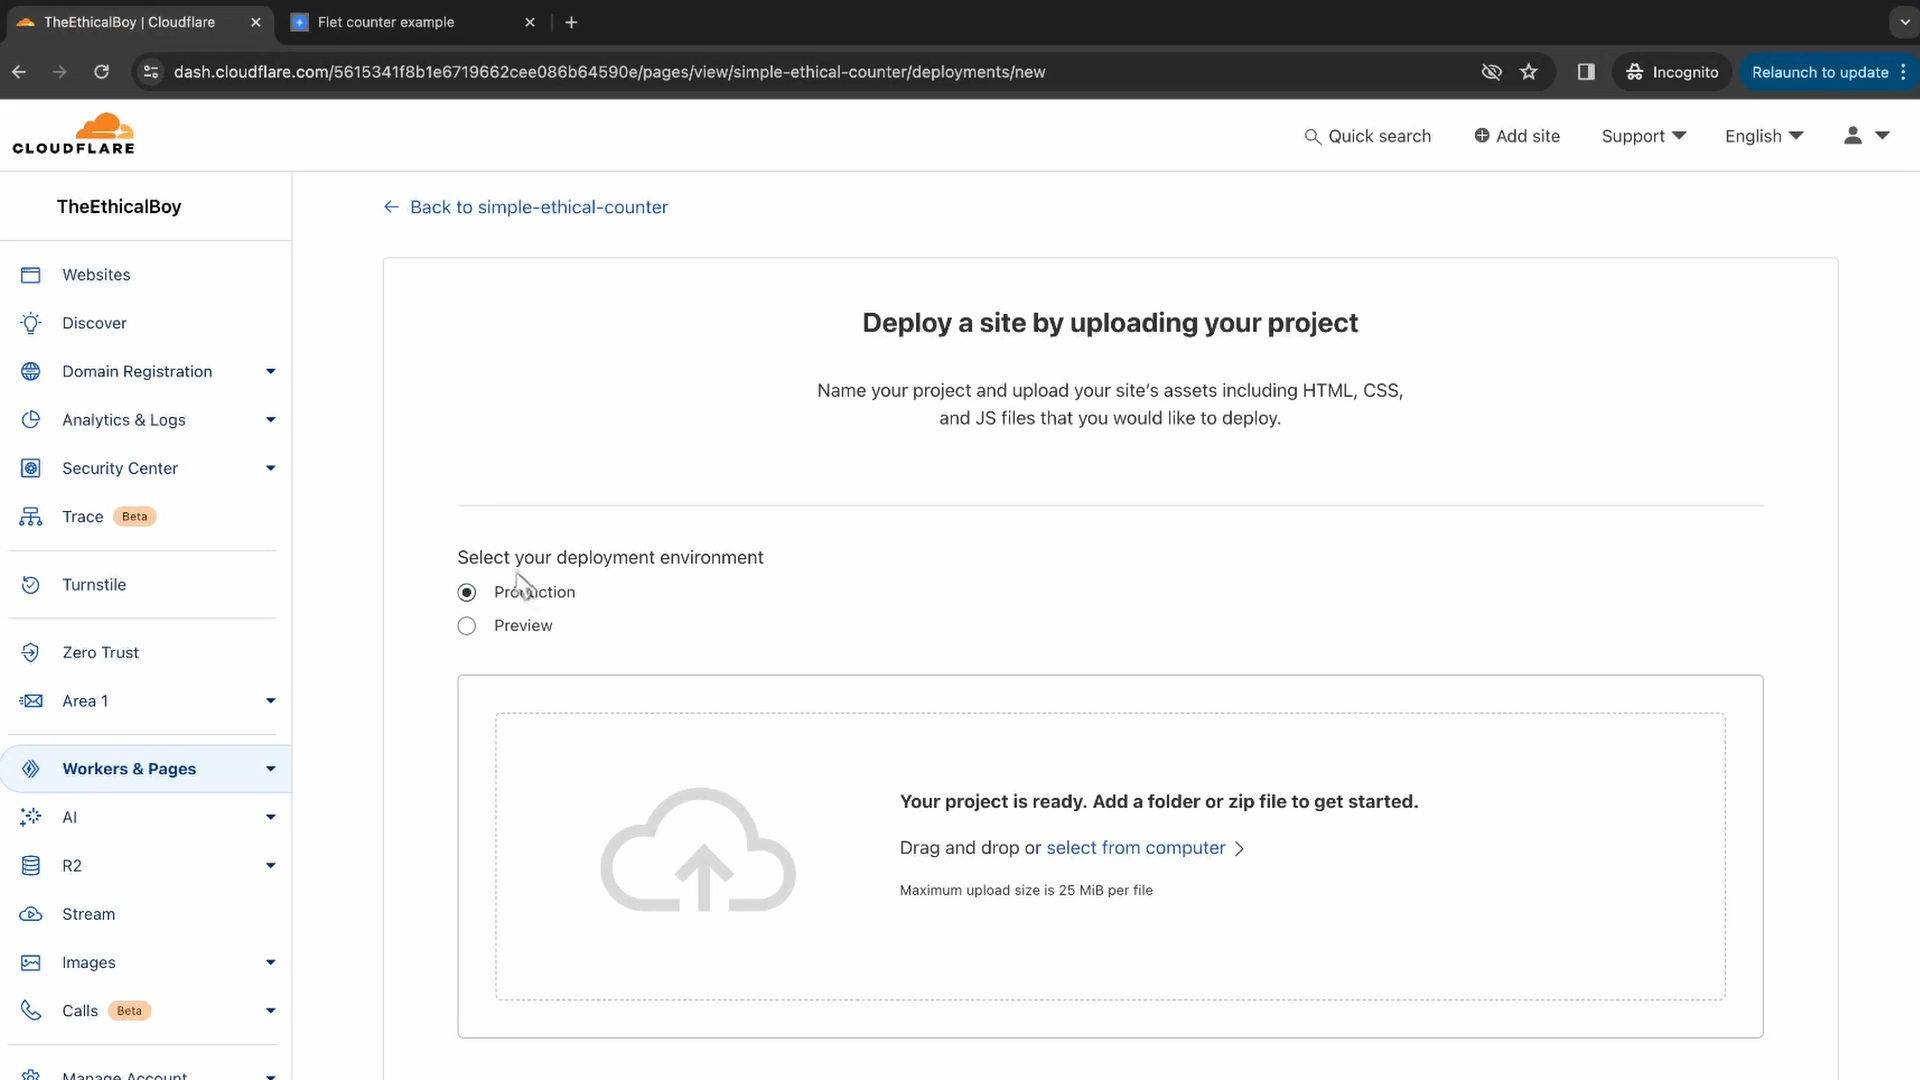 TheEthicalBoy | Cloudflare
Flet counter example
dash.cloudflare.com/5615341f8b1e6719662cee086b64590e/pages/view/simple-ethical-counter/deployments/new
Incognito
Relaunch to update
CLOUDFLARE
Quick search
Add site
Support
English
TheEthicalBoy
Back to simple-ethical-counter
Websites
Discover
Domain Registration
Analytics & Logs
Security Center
Trace Beta
Turnstile
Zero Trust
Area 1
Workers & Pages
AI
R2
Stream
Images
Calls Beta
Manage Account
Deploy a site by uploading your project
Name your project and upload your site’s assets including HTML, CSS,
and JS files that you would like to deploy.
Select your deployment environment
Production
Preview
Your project is ready. Add a folder or zip file to get started.
Drag and drop or select from computer
Maximum upload size is 25 MiB per file